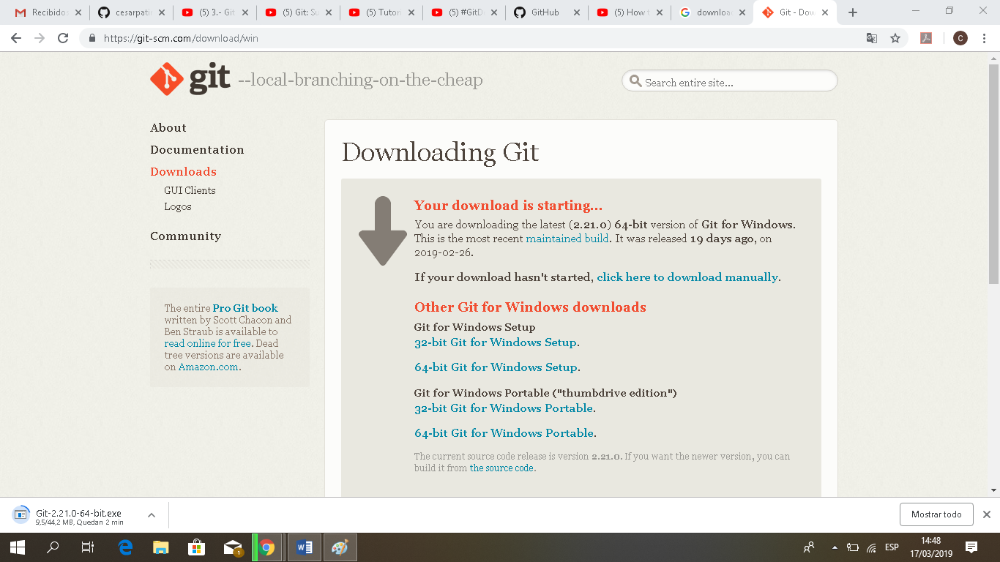 Recibidos
cesarpati
(5) 3.- Git
(5) Git: Su
(5) Tutori
(5) #GitD
GitHub
(5) How t
downloa
Git - Dow
https://git-scm.com/download/win
C
git --local-branching-on-the-cheap
Search entire site...
About
Documentation
Downloads
GUI Clients
Logos
Community
The entire Pro Git book
written by Scott Chacon and
Ben Straub is available to
read online for free. Dead
tree versions are available
on Amazon.com.
Downloading Git
Your download is starting...
You are downloading the latest (2.21.0) 64-bit version of Git for Windows.
This is the most recent maintained build. It was released 19 days ago, on
2019-02-26.
If your download hasn't started, click here to download manually.
Other Git for Windows downloads
Git for Windows Setup
32-bit Git for Windows Setup.
64-bit Git for Windows Setup.
Git for Windows Portable ("thumbdrive edition")
32-bit Git for Windows Portable.
64-bit Git for Windows Portable.
The current source code release is version 2.21.0. If you want the newer version, you can
build it from the source code.
Git-2.21.0-64-bit.exe
9,5/44,2 MB, Quedan 2 min
Mostrar todo
1
ESP
14:48
17/03/2019